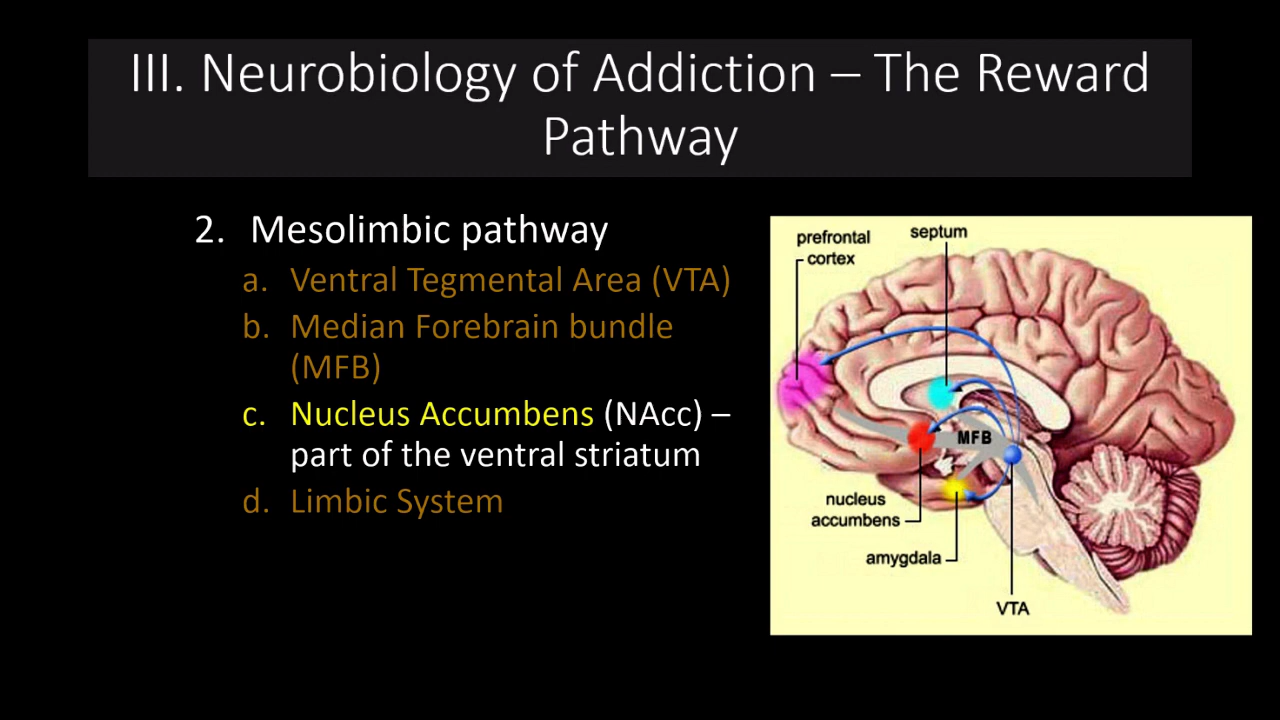 III. Neurobiology of Addiction – The Reward
Pathway
2. Mesolimbic pathway
a. Ventral Tegmental Area (VTA)
b. Median Forebrain bundle
(MFB)
c. Nucleus Accumbens (NAcc) –
part of the ventral striatum
d. Limbic System
prefrontal
cortex
septum
MFB
nucleus
accumbens
amygdala
VTA